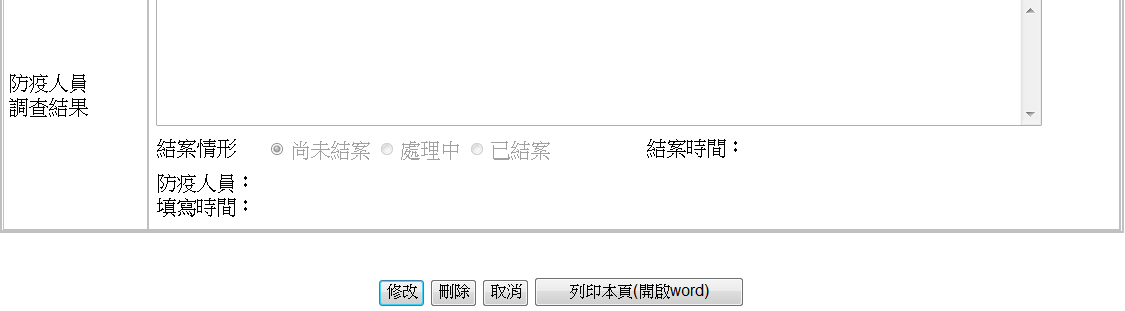 防疫人員
調查結果
結案情形 尚未結案 處理中 已結案 結案時間：
防疫人員：
填寫時間：
修改 刪除 取消 列印本頁(開啟word)